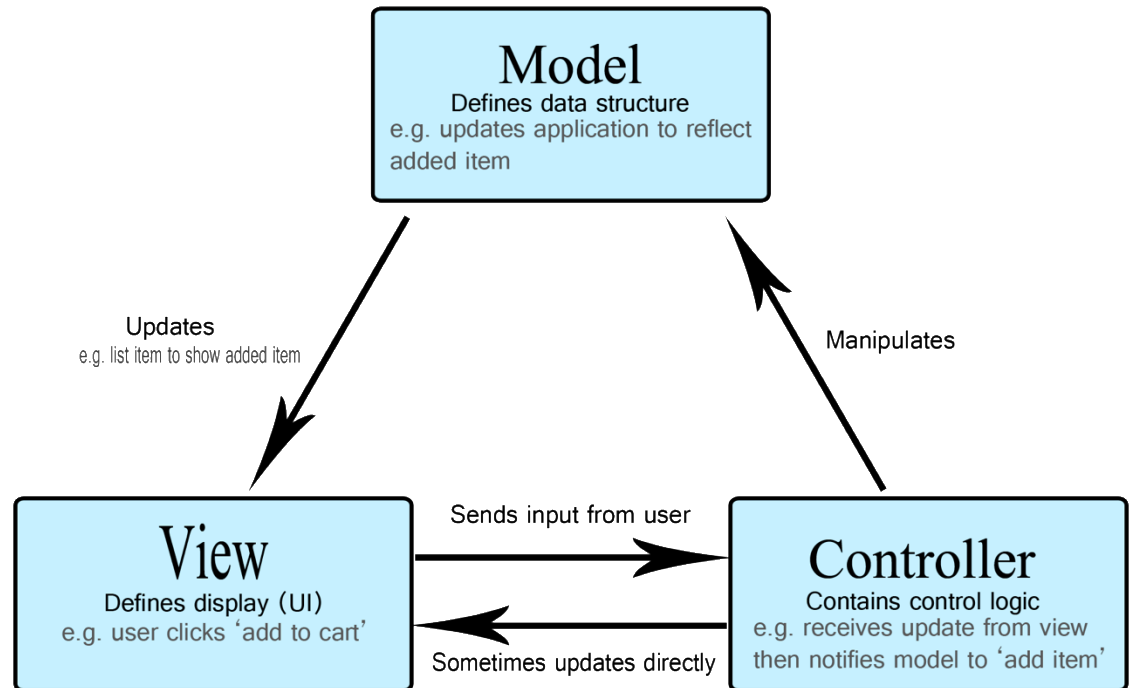 Model
Defines data structure
e.g. updates application to reflect
added item
Updates
e.g. list item to show added item
Manipulates
View
Defines display (UI)
e.g. user clicks ‘add to cart’
Sends input from user
Sometimes updates directly
Controller
Contains control logic
e.g. receives update from view
then notifies model to ‘add item’